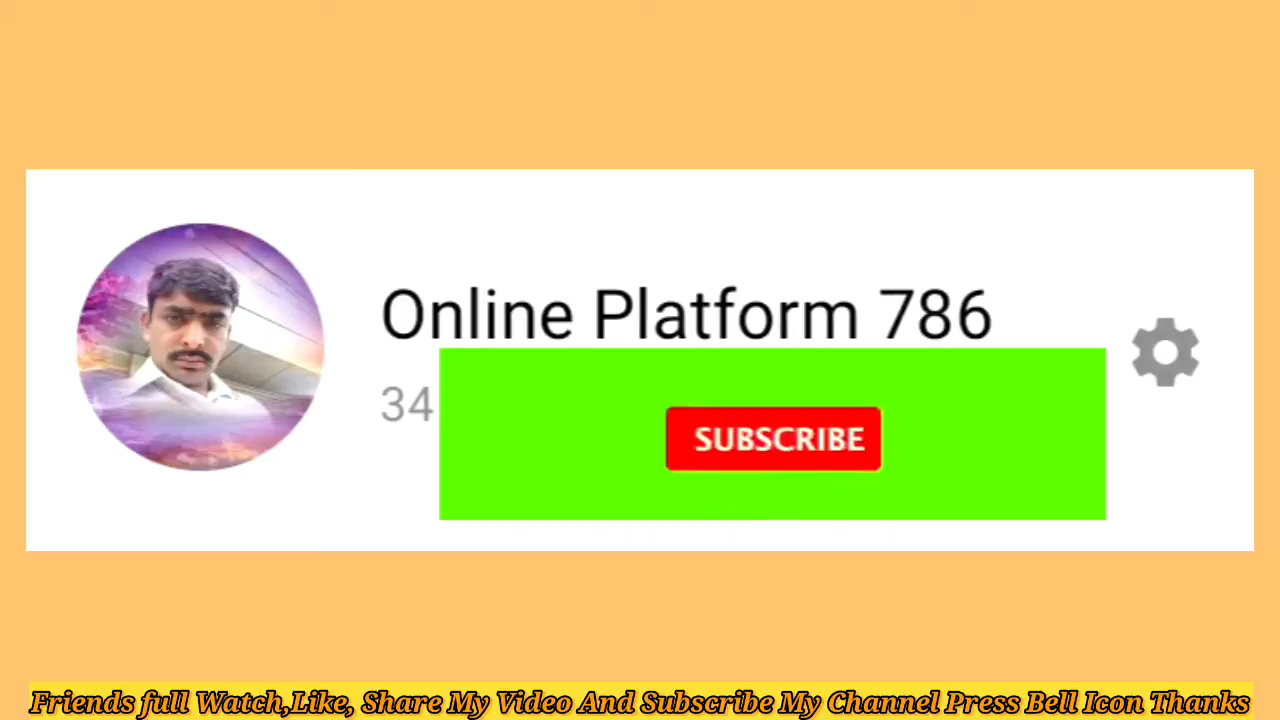 Online Platform 786
34
SUBSCRIBE
Friends full Watch,Like, Share My Video And Subscribe My Channel Press Bell Icon Thanks